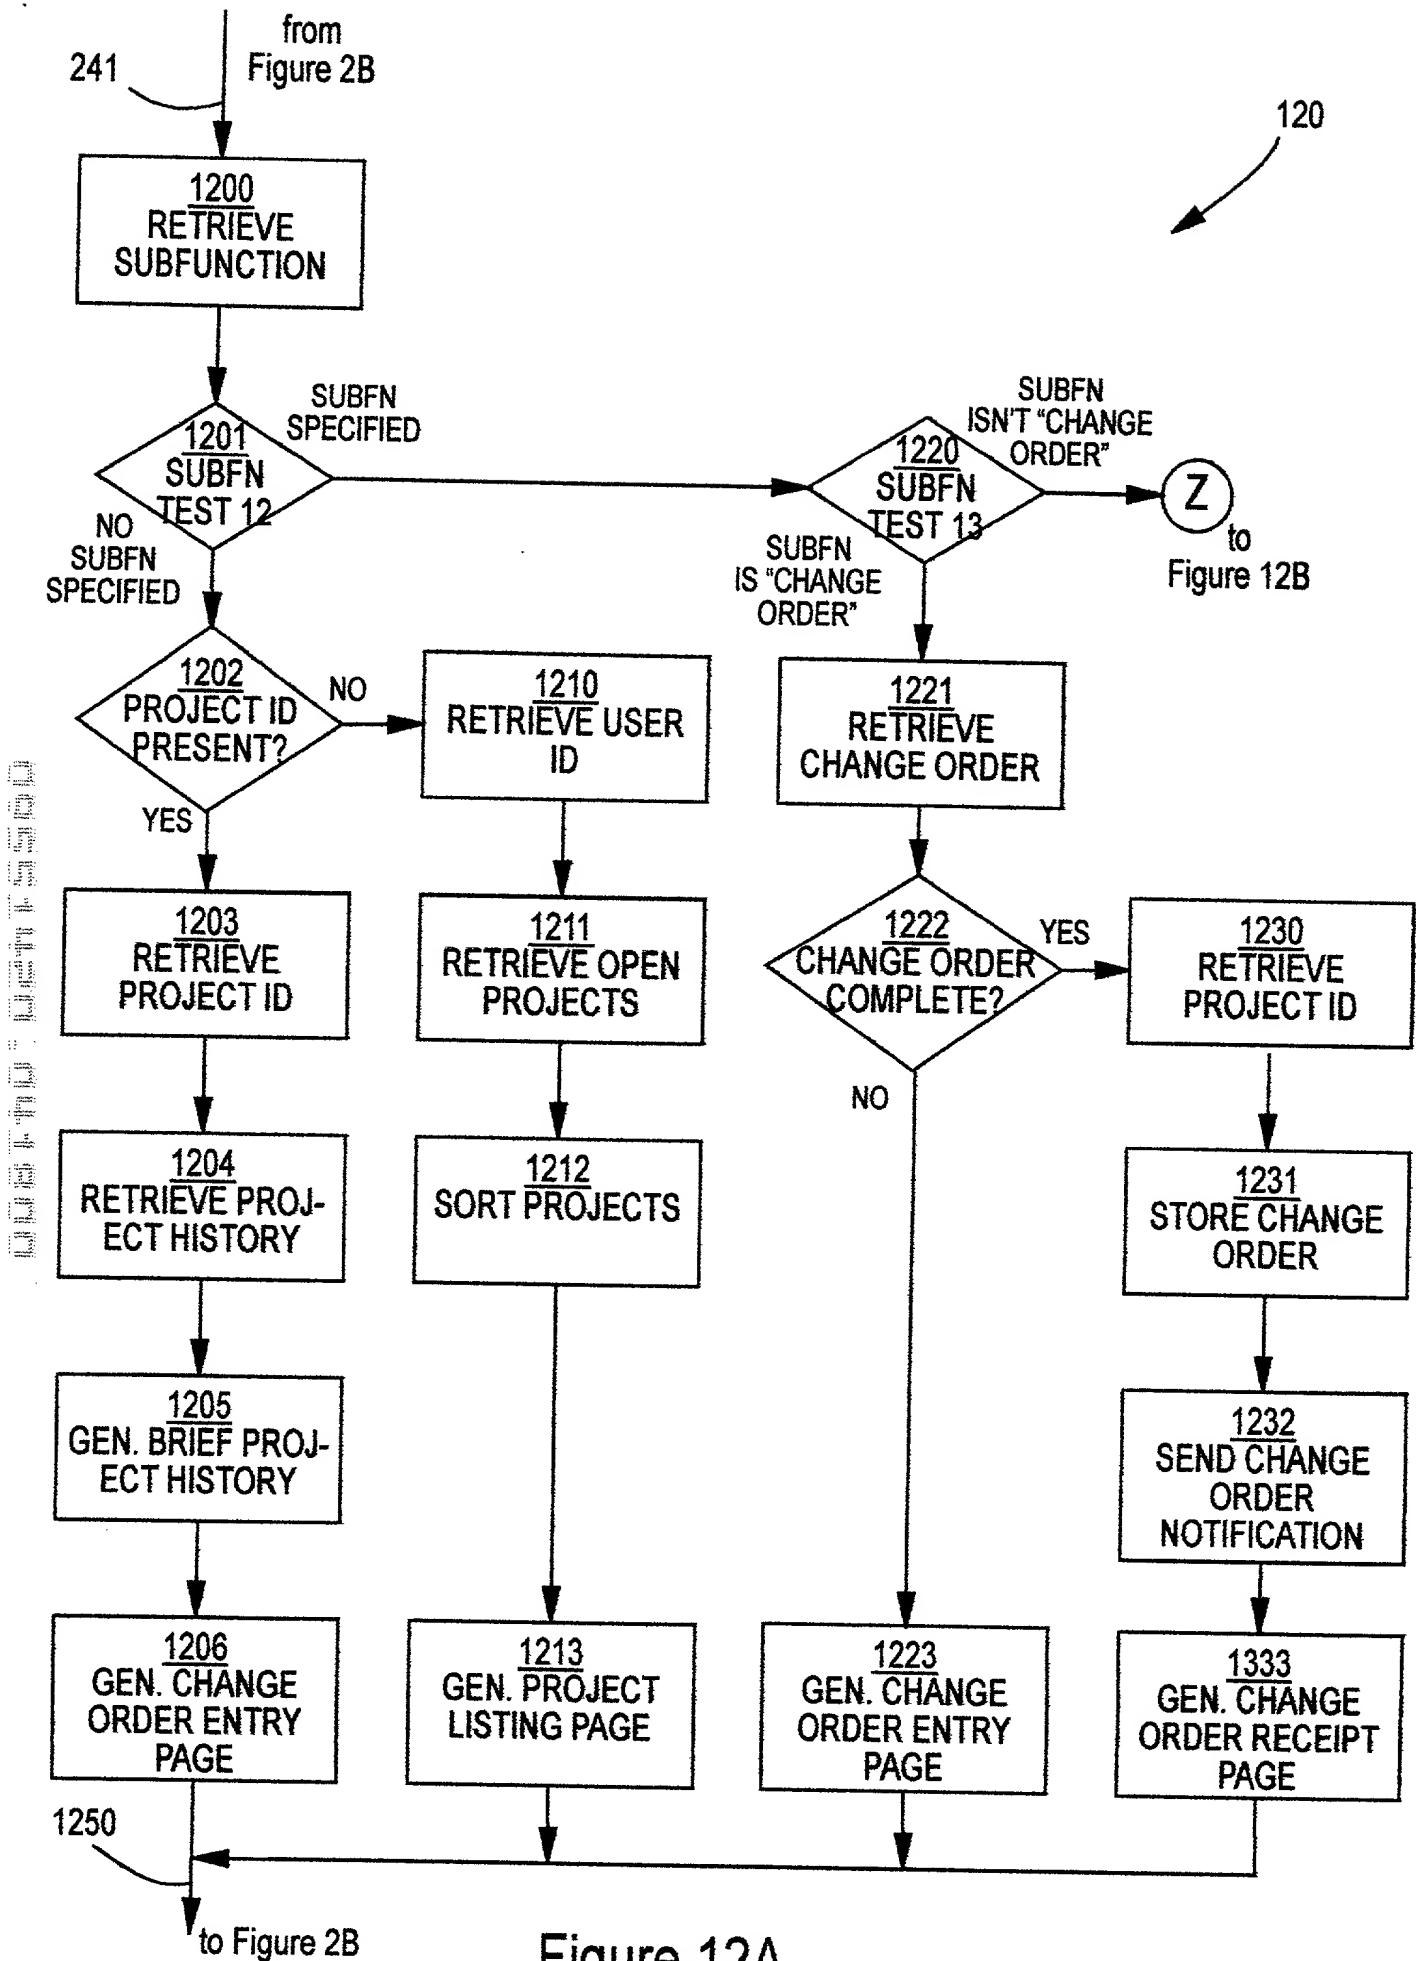 from
Figure 2B
241
120
1200
RETRIEVE
SUBFUNCTION
SUBFN
SPECIFIED
1201
SUBFN
TEST 12
NO
SUBFN
SPECIFIED
SUBFN
ISN'T "CHANGE
ORDER"
1220
SUBFN
TEST 13
Z
to
Figure 12B
SUBFN
IS "CHANGE
ORDER"
1202
PROJECT ID
PRESENT?
NO
YES
1210
RETRIEVE USER
ID
1221
RETRIEVE
CHANGE ORDER
1203
RETRIEVE
PROJECT ID
1211
RETRIEVE OPEN
PROJECTS
1222
CHANGE ORDER
COMPLETE?
YES
NO
1230
RETRIEVE
PROJECT ID
1204
RETRIEVE PROJ-
ECT HISTORY
1212
SORT PROJECTS
1231
STORE CHANGE
ORDER
1205
GEN. BRIEF PROJ-
ECT HISTORY
1232
SEND CHANGE
ORDER
NOTIFICATION
1206
GEN. CHANGE
ORDER ENTRY
PAGE
1213
GEN. PROJECT
LISTING PAGE
1223
GEN. CHANGE
ORDER ENTRY
PAGE
1333
GEN. CHANGE
ORDER RECEIPT
PAGE
1250
to Figure 2B
Figure 12A